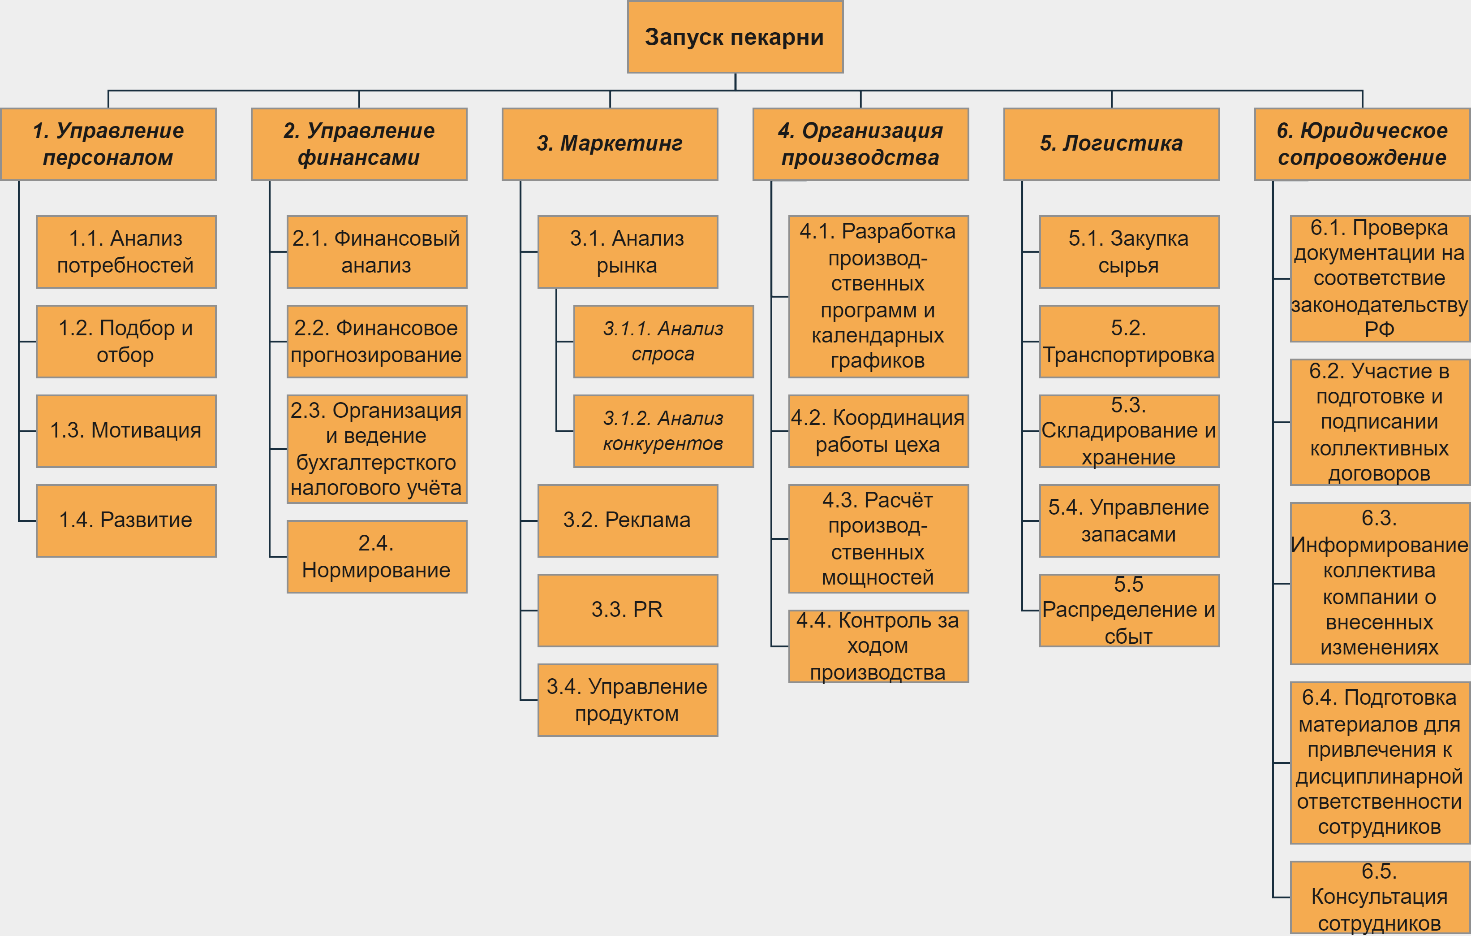 Запуск пекарни
1. Управление
персоналом
1.1. Анализ
потребностей
1.2. Подбор и
отбор
1.3. Мотивация
1.4. Развитие
2. Управление
финансами
2.1. Финансовый
анализ
2.2. Финансовое
прогнозирование
2.3. Организация
и ведение
бухгалтерсткого
налогового учёта
2.4.
Нормирование
3. Маркетинг
3.1. Анализ
рынка
3.1.1. Анализ
спроса
3.1.2. Анализ
конкурентов
3.2. Реклама
3.3. PR
3.4. Управление
продуктом
4. Организация
производства
4.1. Разработка
производ-
ственных
программ и
календарных
графиков
4.2. Координация
работы цеха
4.3. Расчёт
производ-
ственных
мощностей
4.4. Контроль за
ходом
производства
5. Логистика
5.1. Закупка
сырья
5.2.
Транспортировка
5.3.
Складирование и
хранение
5.4. Управление
запасами
5.5
Распределение и
сбыт
6. Юридическое
сопровождение
6.1. Проверка
документации на
соответствие
законодательству
РФ
6.2. Участие в
подготовке и
подписании
коллективных
договоров
6.3.
Информирование
коллектива
компании о
внесенных
изменениях
6.4. Подготовка
материалов для
привлечения к
дисциплинарной
ответственности
сотрудников
6.5.
Консультация
сотрудников